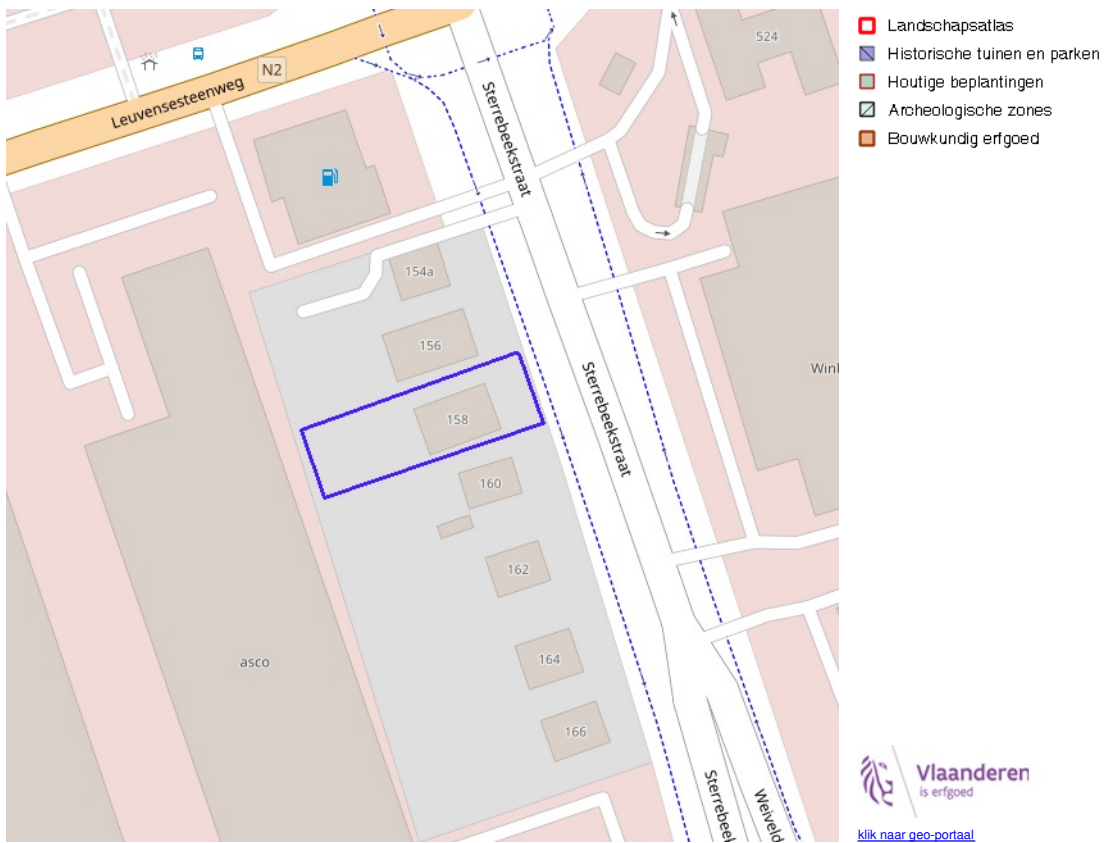 524
N2
Leuvensesteenweg
Sterrebeekstraat
154a
156
158
160
162
164
166
asco
Sterrebeekstraat
Winl
Sterrebeel
Weiveld
Landschapsatlas
Historische tuinen en parken
Houtige beplantingen
Archeologische zones
Bouwkundig erfgoed
Vlaanderen
is erfgoed
klik naar geo-portaal